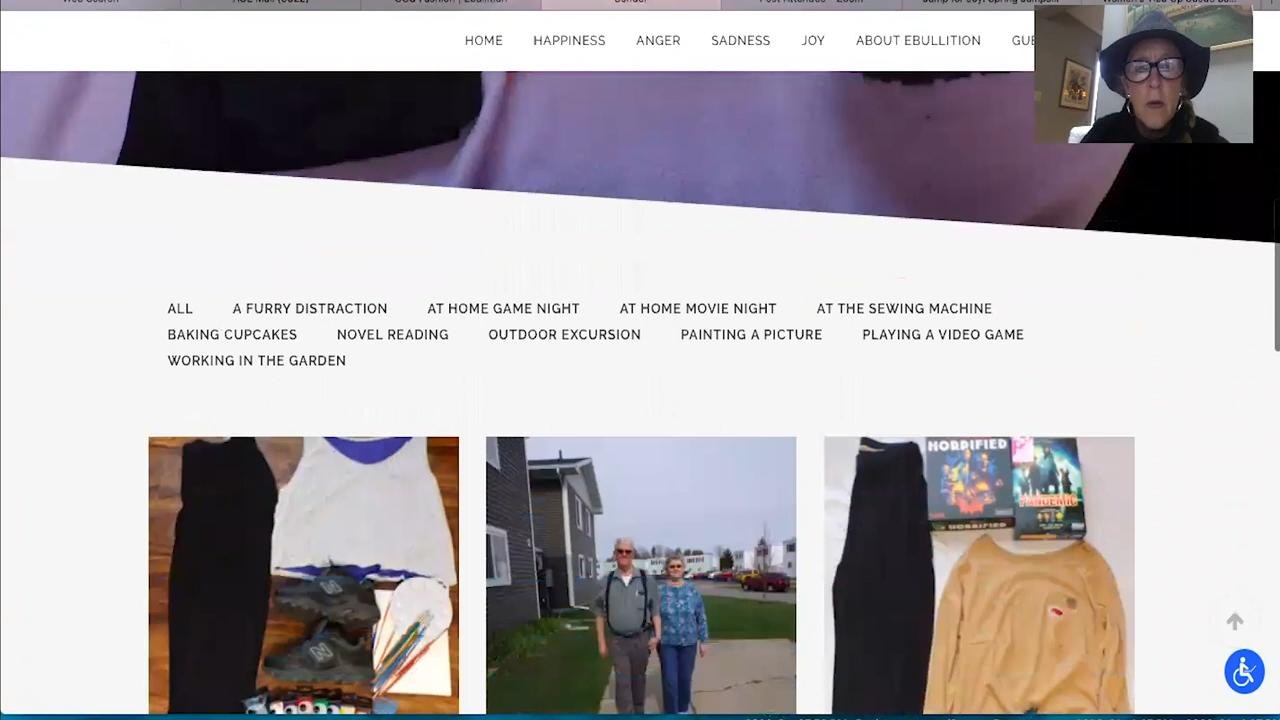 HOME HAPPINESS ANGER SADNESS JOY ABOUT EBULLITION GUE
ALL A FURRY DISTRACTION AT HOME GAME NIGHT AT HOME MOVIE NIGHT AT THE SEWING MACHINE
BAKING CUPCAKES NOVEL READING OUTDOOR EXCURSION PAINTING A PICTURE PLAYING A VIDEO GAME
WORKING IN THE GARDEN
HORRIFIED
PANDEMIC
HORRIFIED
N
N